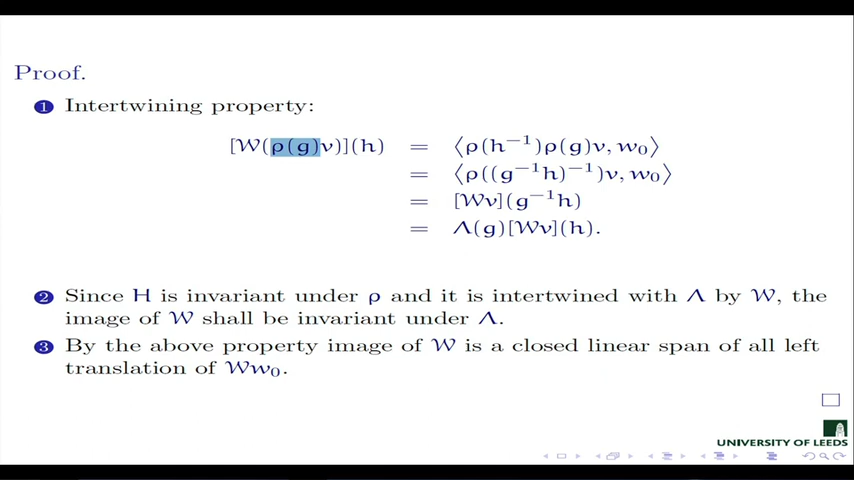 Proof.
1 Intertwining property:
[𝒲(ρ(g)v)](h) = ⟨ρ(h⁻¹)ρ(g)v, w₀⟩
= ⟨ρ((g⁻¹h)⁻¹)v, w₀⟩
= [𝒲v](g⁻¹h)
= Λ(g)[𝒲v](h).
2 Since H is invariant under ρ and it is intertwined with Λ by 𝒲, the
image of 𝒲 shall be invariant under Λ.
3 By the above property image of 𝒲 is a closed linear span of all left
translation of 𝒲w₀.
UNIVERSITY OF LEEDS